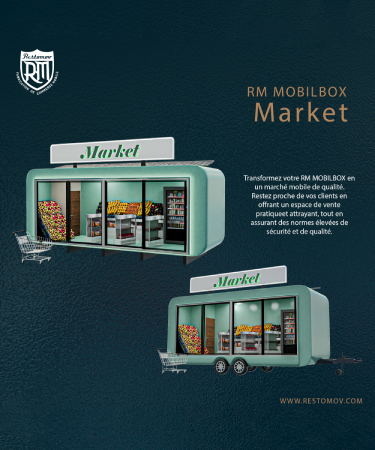 Restomov
RM
RM MOBILBOX
Market
Market
Transformez votre RM MOBILBOX en
un marché mobile de qualité.
Restez proche de vos clients en
offrant un espace de vente
pratiqueet attrayant, tout en
assurant des normes élevées de
sécurité et de qualité.
Market
WWW.RESTOMOV.COM